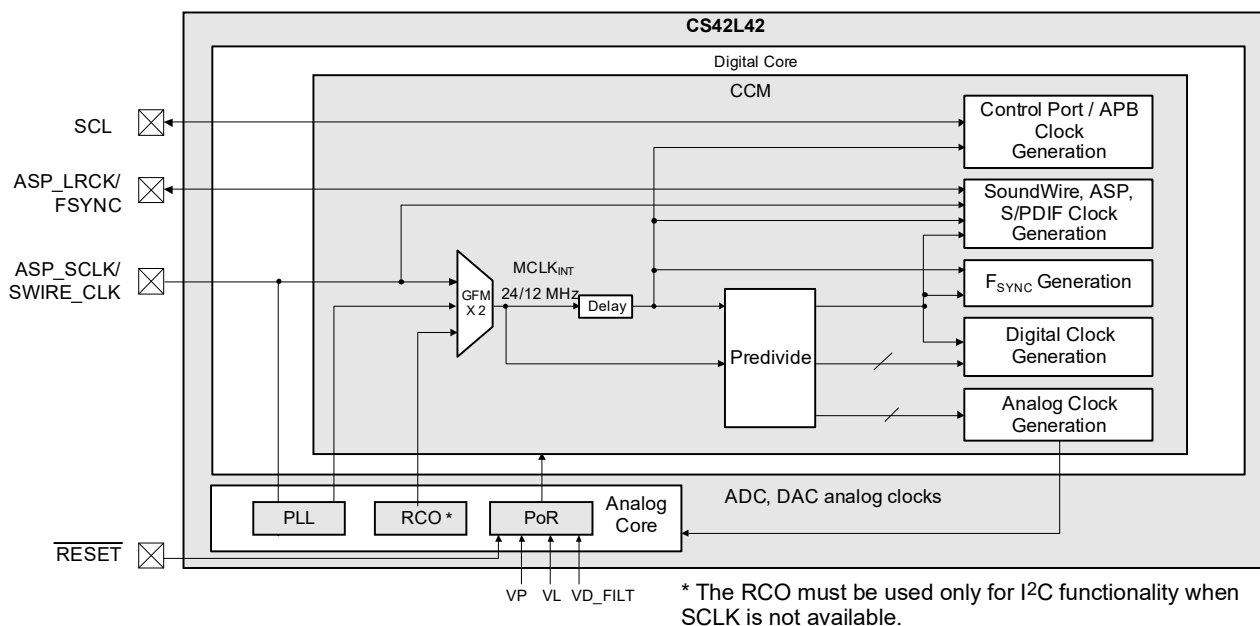 CS42L42
Digital Core
CCM
SCL
Control Port / APB
Clock
Generation
ASP_LRCK/
FSYNC
SoundWire, ASP,
S/PDIF Clock
Generation
ASP_SCLK/
SWIRE_CLK
GFM
X 2
MCLKINT
24/12 MHz
Delay
FSYNC Generation
Predivide
Digital Clock
Generation
Analog Clock
Generation
PLL
RCO *
PoR
Analog
Core
ADC, DAC analog clocks
RESET
VP
VL
VD_FILT
* The RCO must be used only for I2C functionality when
SCLK is not available.